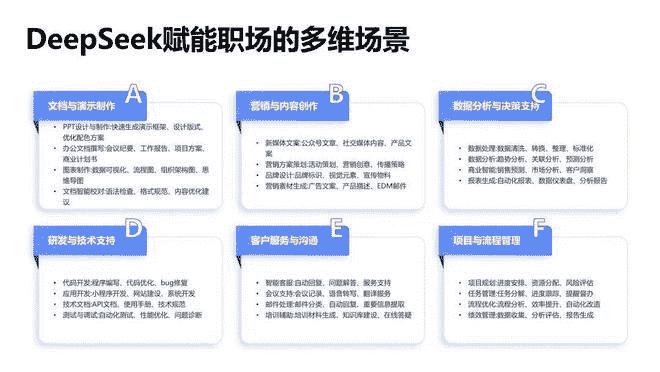 DeepSeek赋能职场的多维场景
A
文档与演示制作
• PPT设计与制作:快速生成演示框架、设计版式、
优化配色方案
• 办公文档撰写:会议纪要、工作报告、项目方案、
商业计划书
• 图表制作:数据可视化、流程图、组织架构图、思
维导图
• 文档智能校对:语法检查、格式规范、内容优化建
议
B
营销与内容创作
• 新媒体文案:公众号文章、社交媒体内容、产品文
案
• 营销方案策划:活动策划、营销创意、传播策略
• 品牌设计:品牌标识、视觉元素、宣传物料
• 营销素材生成:广告文案、产品描述、EDM邮件
C
数据分析与决策支持
• 数据处理:数据清洗、转换、整理、标准化
• 数据分析:趋势分析、关联分析、预测分析
• 商业智能:销售预测、市场分析、客户洞察
• 报表生成:自动化报表、数据仪表盘、分析报告
D
研发与技术支持
• 代码开发:程序编写、代码优化、bug修复
• 应用开发:小程序开发、网站建设、系统开发
• 技术文档:API文档、使用手册、技术规范
• 测试与调试:自动化测试、性能优化、问题诊断
E
客户服务与沟通
• 智能客服:自动回复、问题解答、服务支持
• 会议支持:会议记录、语音转写、翻译服务
• 邮件处理:邮件分类、自动回复、重要信息提取
• 培训辅助:培训材料生成、知识库建设、在线答疑
F
项目与流程管理
• 项目规划:进度安排、资源分配、风险评估
• 任务管理:任务分解、进度跟踪、提醒督办
• 流程优化:流程分析、效率提升、自动化改造
• 绩效管理:数据收集、分析评估、报告生成